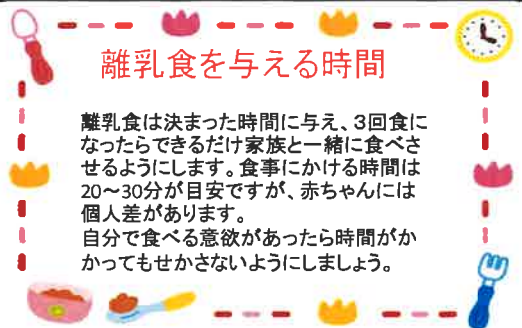 離乳食を与える時間
離乳食は決まった時間に与え、3回食に
なったらできるだけ家族と一緒に食べさ
せるようにします。食事にかける時間は
20～30分が目安ですが、赤ちゃんには
個人差があります。
自分で食べる意欲があったら時間がか
かってもせかさないようにしましょう。